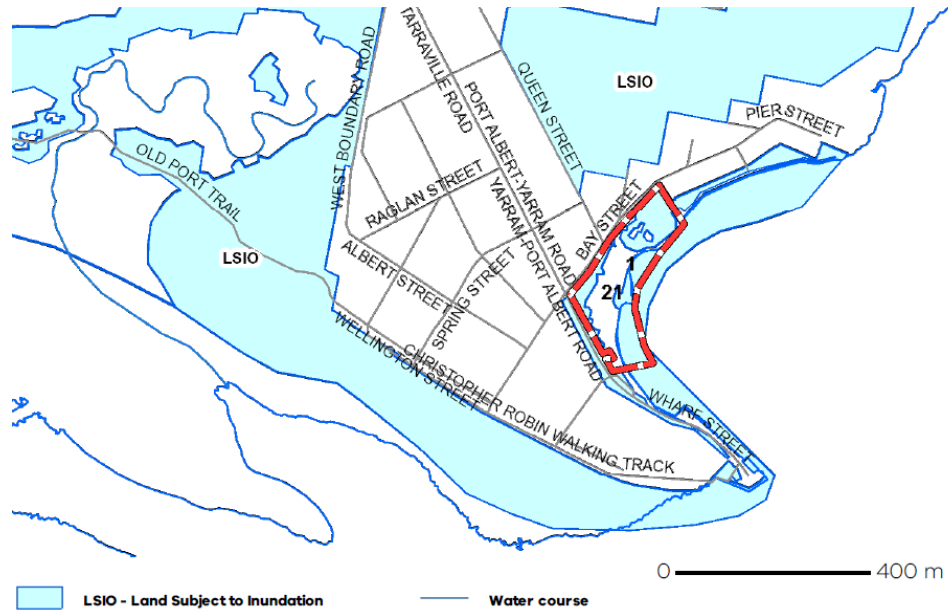 TARRAVILLE ROAD
WEST BOUNDARY ROAD
PORT ALBERT-YARRAM ROAD
QUEEN STREET
LSIO
PIER STREET
OLD PORT TRAIL
RAGLAN STREET
YARRAM-PORT ALBERT ROAD
BAY STREET
LSIO
ALBERT STREET
SPRING STREET
1
21
WELLINGTON STREET
CHRISTOPHER ROBIN WALKING TRACK
WHARF STREET
0 400 m
LSIO - Land Subject to Inundation
Water course